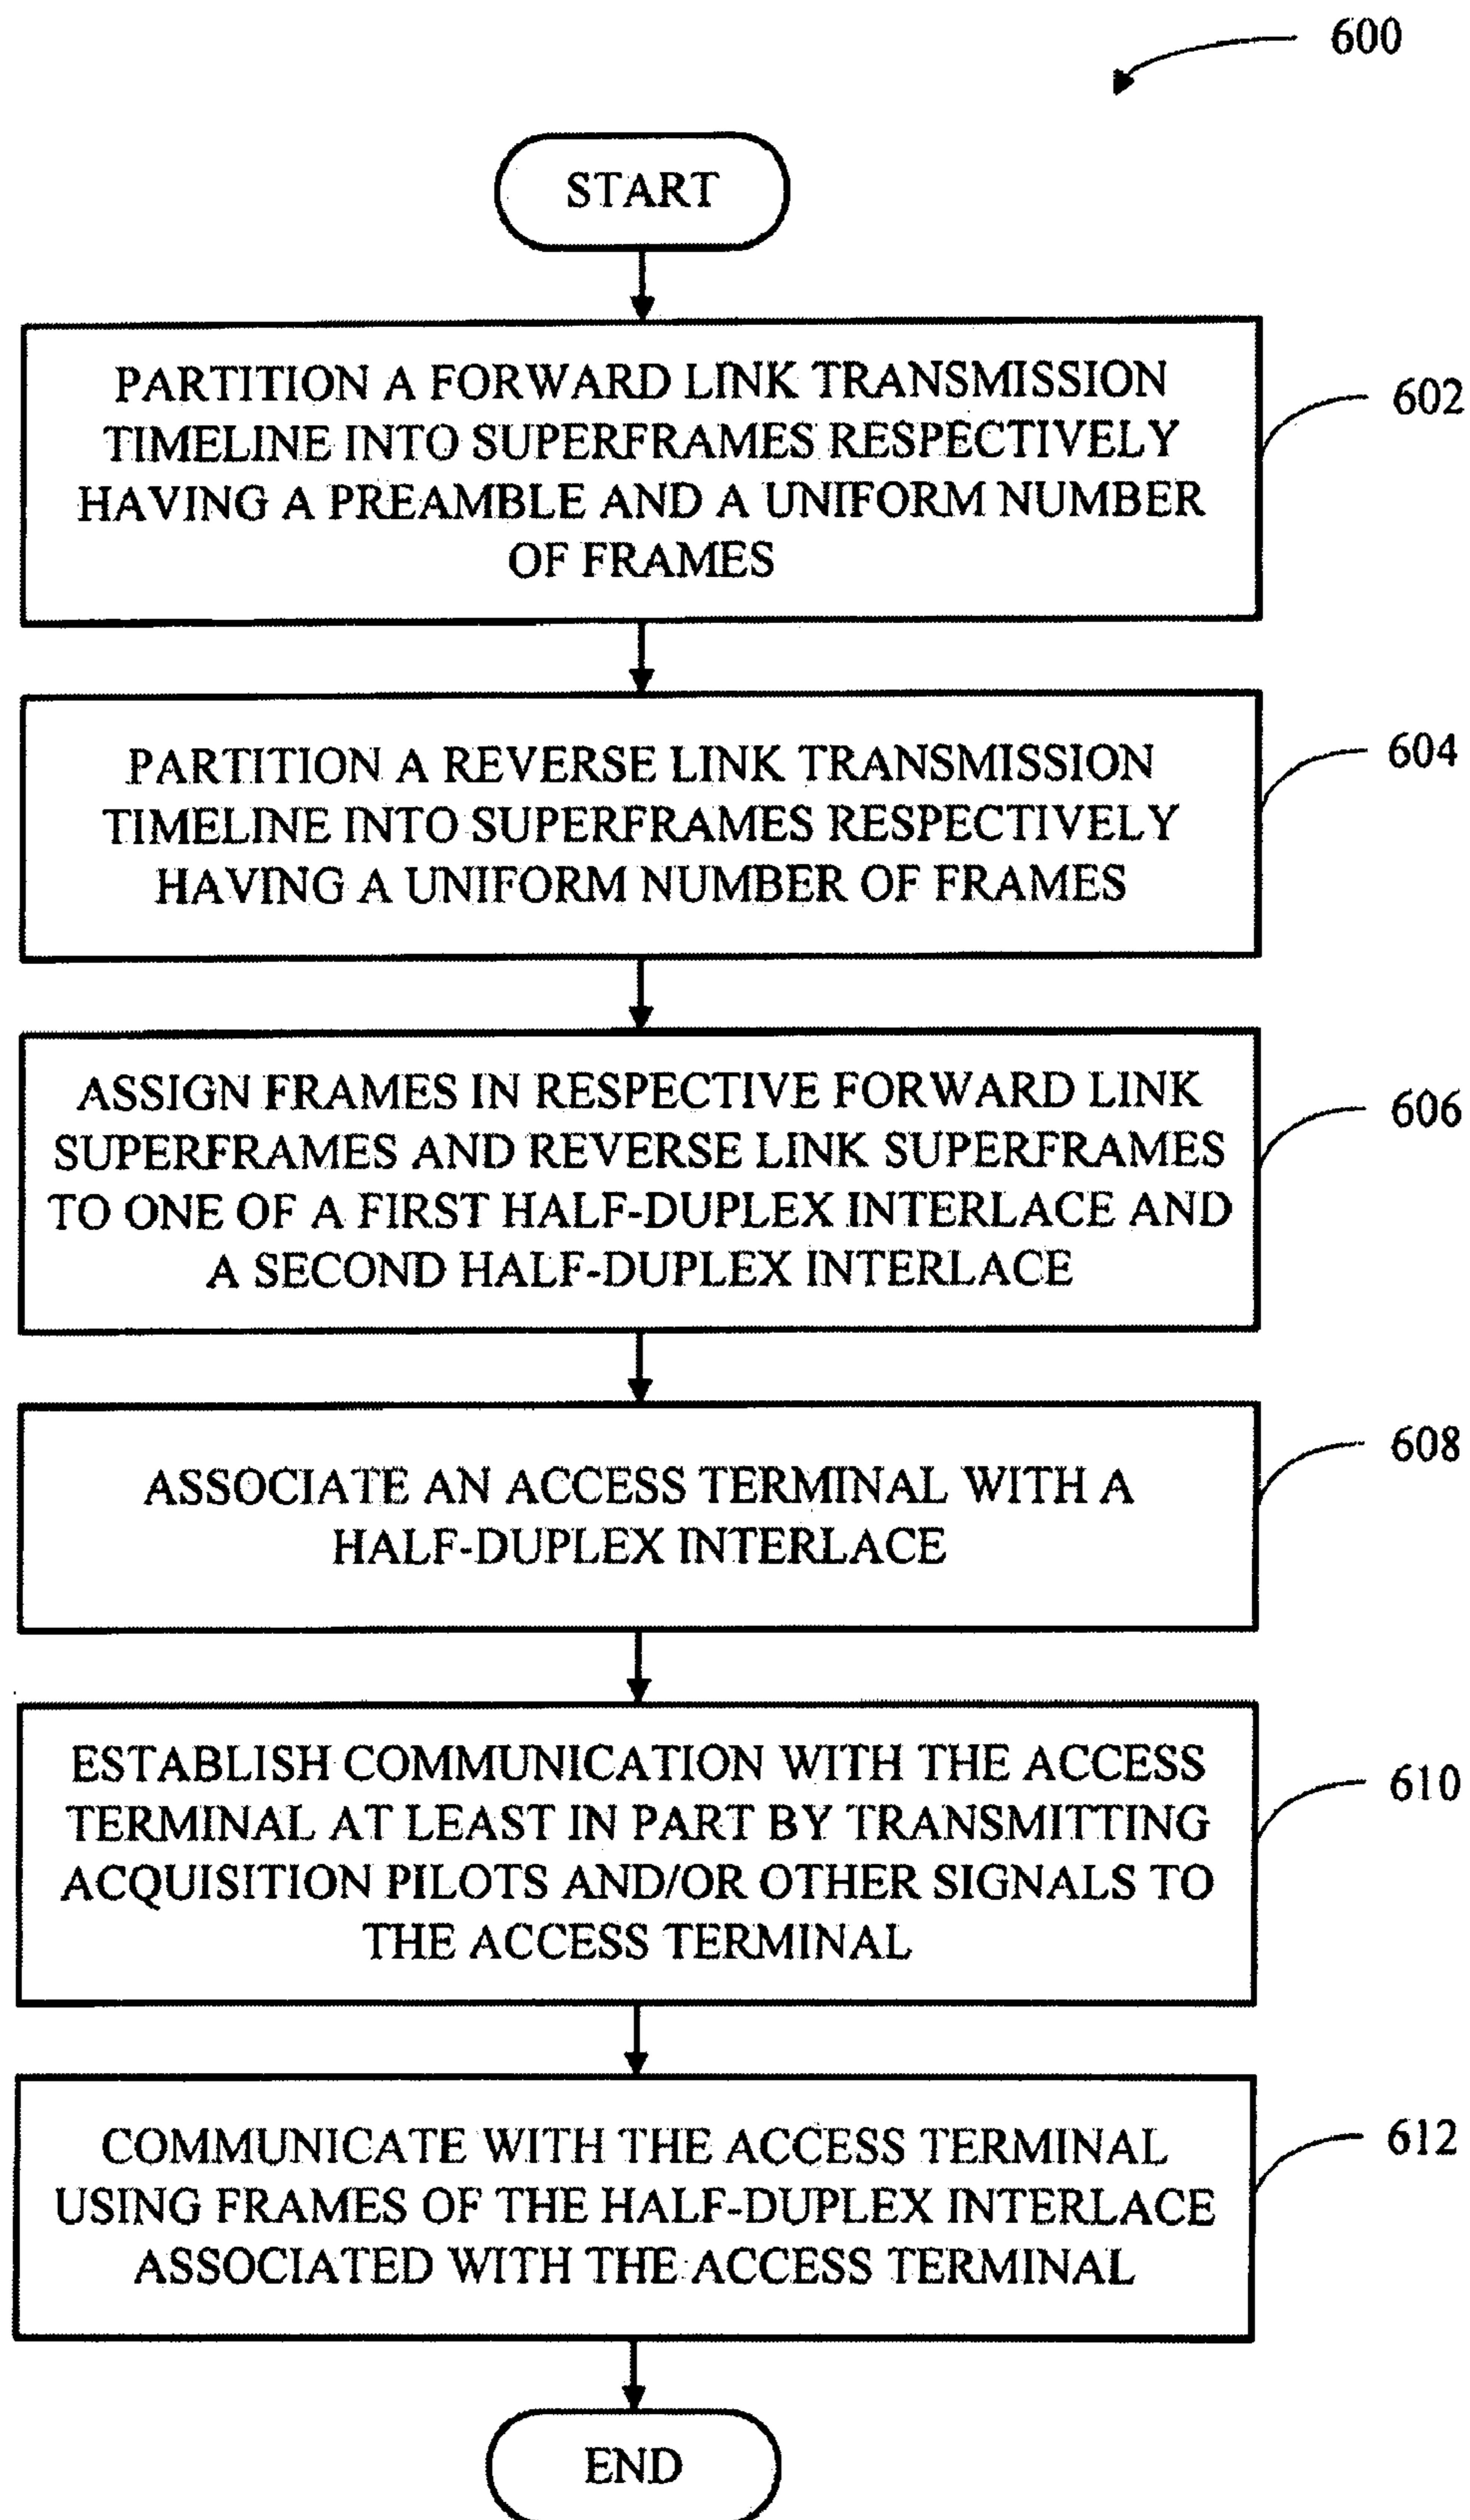 600
START
PARTITION A FORWARD LINK TRANSMISSION
TIMELINE INTO SUPERFRAMES RESPECTIVELY
HAVING A PREAMBLE AND A UNIFORM NUMBER
OF FRAMES
602
PARTITION A REVERSE LINK TRANSMISSION
TIMELINE INTO SUPERFRAMES RESPECTIVELY
HAVING A UNIFORM NUMBER OF FRAMES
604
ASSIGN FRAMES IN RESPECTIVE FORWARD LINK
SUPERFRAMES AND REVERSE LINK SUPERFRAMES
TO ONE OF A FIRST HALF-DUPLEX INTERLACE AND
A SECOND HALF-DUPLEX INTERLACE
606
ASSOCIATE AN ACCESS TERMINAL WITH A
HALF-DUPLEX INTERLACE
608
ESTABLISH COMMUNICATION WITH THE ACCESS
TERMINAL AT LEAST IN PART BY TRANSMITTING
ACQUISITION PILOTS AND/OR OTHER SIGNALS TO
THE ACCESS TERMINAL
610
COMMUNICATE WITH THE ACCESS TERMINAL
USING FRAMES OF THE HALF-DUPLEX INTERLACE
ASSOCIATED WITH THE ACCESS TERMINAL
612
END